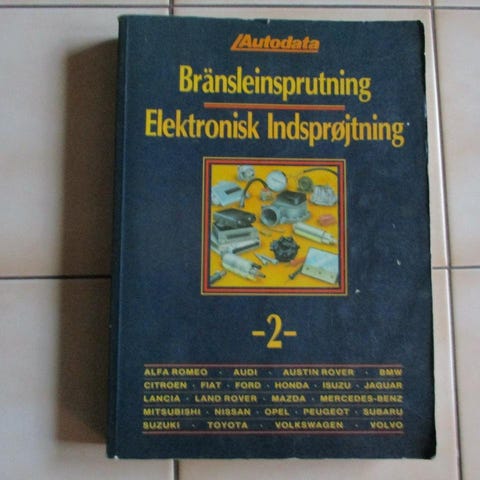 Autodata
Bränsleinsprutning
Elektronisk Indsprøjtning
-2-
ALFA ROMEO · AUDI · AUSTIN ROVER · BMW
CITROEN · FIAT · FORD · HONDA · ISUZU · JAGUAR
LANCIA · LAND ROVER · MAZDA · MERCEDES-BENZ
MITSUBISHI · NISSAN · OPEL · PEUGEOT · SUBARU
SUZUKI · TOYOTA · VOLKSWAGEN · VOLVO